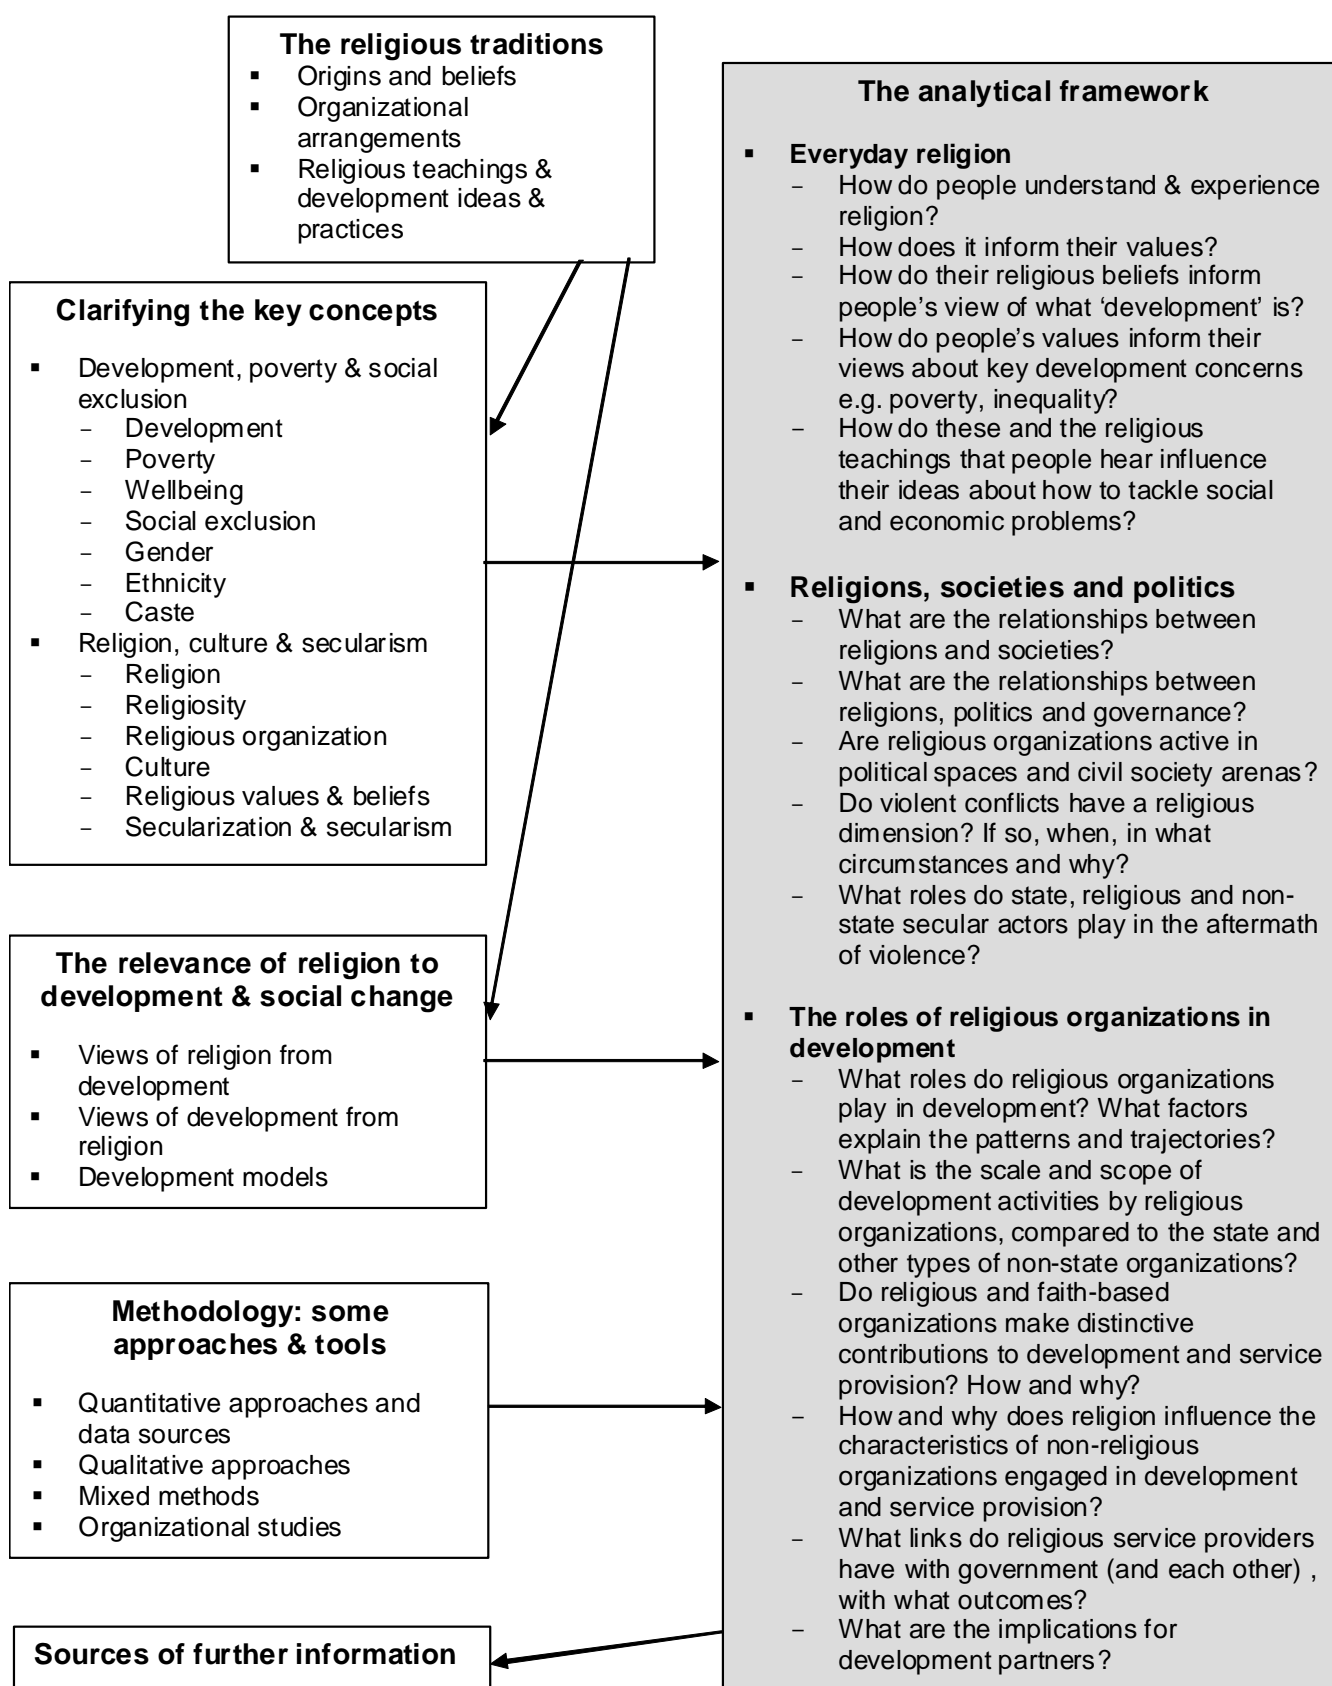 The religious traditions
▪ Origins and beliefs
▪ Organizational
arrangements
▪ Religious teachings &
development ideas &
practices
Clarifying the key concepts
▪ Development, poverty & social
exclusion
– Development
– Poverty
– Wellbeing
– Social exclusion
– Gender
– Ethnicity
– Caste
▪ Religion, culture & secularism
– Religion
– Religiosity
– Religious organization
– Culture
– Religious values & beliefs
– Secularization & secularism
The relevance of religion to
development & social change
▪ Views of religion from
development
▪ Views of development from
religion
▪ Development models
Methodology: some
approaches & tools
▪ Quantitative approaches and
data sources
▪ Qualitative approaches
▪ Mixed methods
▪ Organizational studies
Sources of further information
The analytical framework
▪ Everyday religion
– How do people understand & experience
religion?
– How does it inform their values?
– How do their religious beliefs inform
people’s view of what ‘development’ is?
– How do people’s values inform their
views about key development concerns
e.g. poverty, inequality?
– How do these and the religious
teachings that people hear influence
their ideas about how to tackle social
and economic problems?
▪ Religions, societies and politics
– What are the relationships between
religions and societies?
– What are the relationships between
religions, politics and governance?
– Are religious organizations active in
political spaces and civil society arenas?
– Do violent conflicts have a religious
dimension? If so, when, in what
circumstances and why?
– What roles do state, religious and non-
state secular actors play in the aftermath
of violence?
▪ The roles of religious organizations in
development
– What roles do religious organizations
play in development? What factors
explain the patterns and trajectories?
– What is the scale and scope of
development activities by religious
organizations, compared to the state and
other types of non-state organizations?
– Do religious and faith-based
organizations make distinctive
contributions to development and service
provision? How and why?
– How and why does religion influence the
characteristics of non-religious
organizations engaged in development
and service provision?
– What links do religious service providers
have with government (and each other) ,
with what outcomes?
– What are the implications for
development partners?